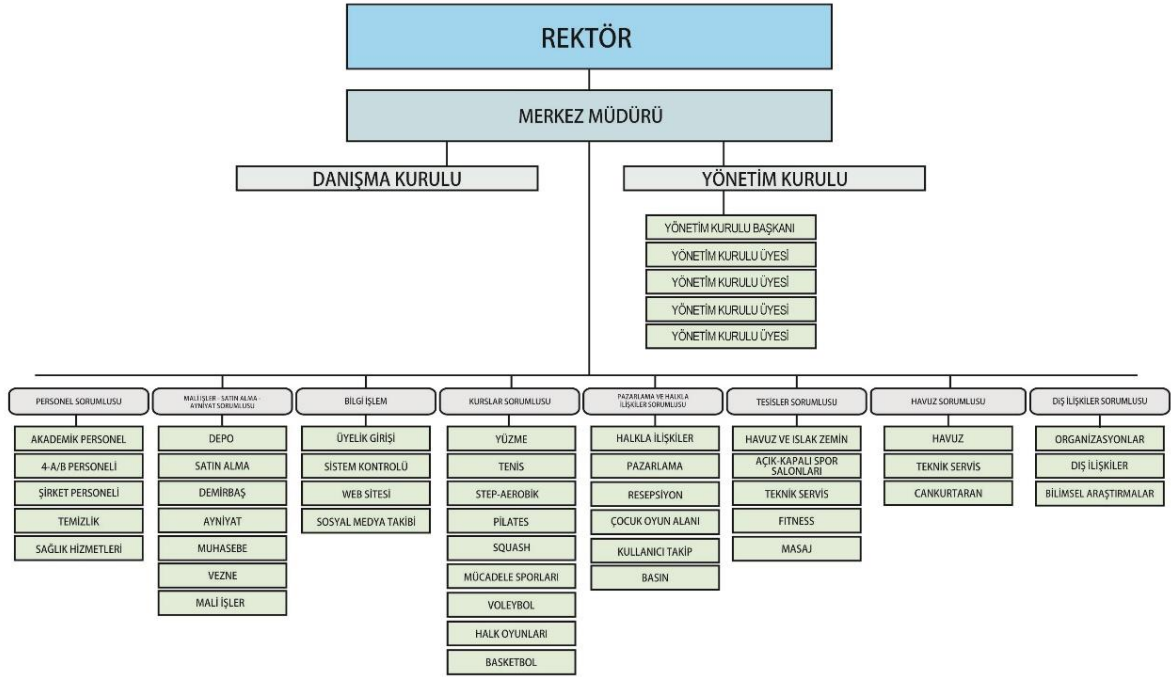 REKTÖR
MERKEZ MÜDÜRÜ
DANIŞMA KURULU
YÖNETİM KURULU
YÖNETİM KURULU BAŞKANI
YÖNETİM KURULU ÜYESİ
YÖNETİM KURULU ÜYESİ
YÖNETİM KURULU ÜYESİ
YÖNETİM KURULU ÜYESİ
PERSONEL SORUMLUSU
AKADEMİK PERSONEL
4-A/B PERSONELİ
ŞİRKET PERSONELİ
TEMİZLİK
SAĞLIK HİZMETLERİ
MALİ İŞLER - SATIN ALMA -
AYNİYAT SORUMLUSU
DEPO
SATIN ALMA
DEMİRBAŞ
AYNİYAT
MUHASEBE
VEZNE
MALİ İŞLER
BİLGİ İŞLEM
ÜYELİK GİRİŞİ
SİSTEM KONTROLÜ
WEB SİTESİ
SOSYAL MEDYA TAKİBİ
KURSLAR SORUMLUSU
YÜZME
TENİS
STEP-AEROBİK
PİLATES
SQUASH
MÜCADELE SPORLARI
VOLEYBOL
HALK OYUNLARI
BASKETBOL
PAZARLAMA VE HALKLA
İLİŞKİLER SORUMLUSU
HALKLA İLİŞKİLER
PAZARLAMA
RESEPSİYON
ÇOCUK OYUN ALANI
KULLANICI TAKİP
BASIN
TESİSLER SORUMLUSU
HAVUZ VE ISLAK ZEMİN
AÇIK-KAPALI SPOR
SALONLARI
TEKNİK SERVİS
FITNESS
MASAJ
HAVUZ SORUMLUSU
HAVUZ
TEKNİK SERVİS
CANKURTARAN
DIŞ İLİŞKİLER SORUMLUSU
ORGANİZASYONLAR
DIŞ İLİŞKİLER
BİLİMSEL ARAŞTIRMALAR